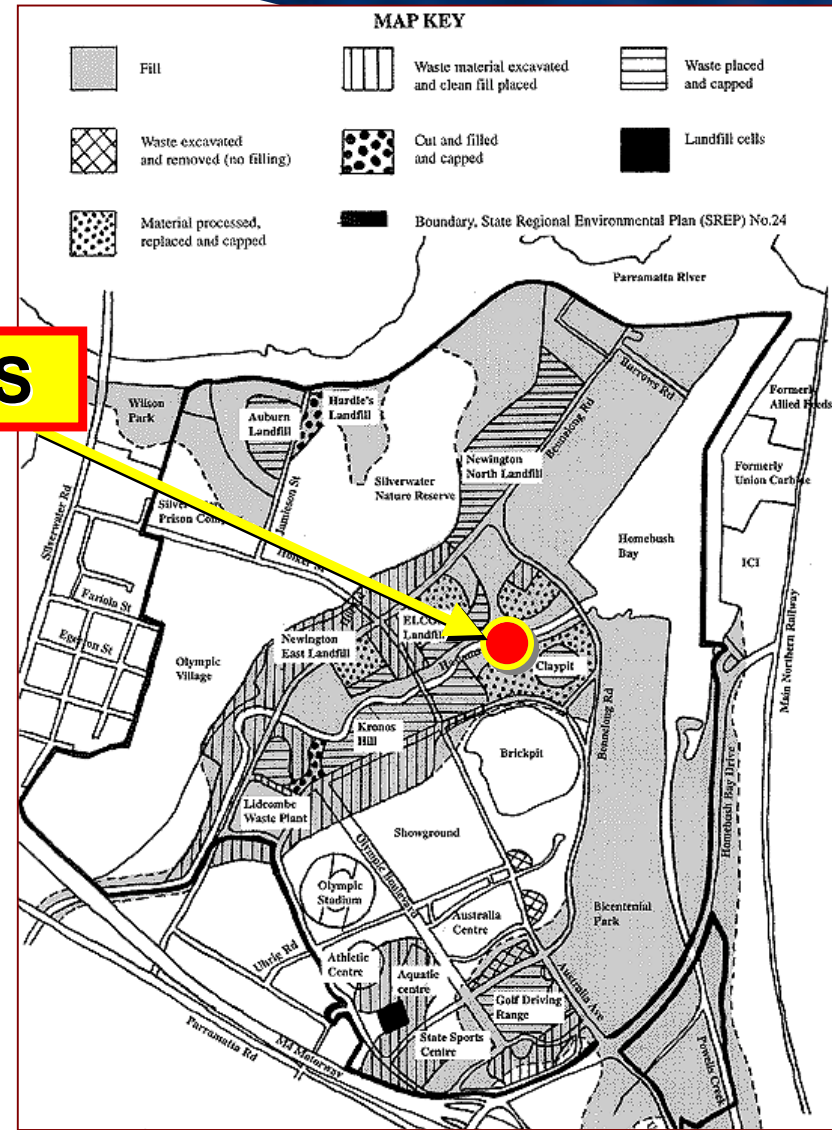 MAP KEY
Fill
Waste material excavated
and clean fill placed
Waste placed
and capped
Waste excavated
and removed (no filling)
Cut and filled
and capped
Landfill cells
Material processed,
replaced and capped
Boundary, State Regional Environmental Plan (SREP) No.24
Parramatta River
S
Wilson
Park
Auburn
Landfill
Hardie's
Landfill
Burrows Rd
Bennelong Rd
Formerly
Allied Feeds
Newington
North Landfill
Silverwater
Nature Reserve
Formerly
Union Carbide
Silverwater Rd
Jamieson St
Prison
Homebush
Bay
ICI
Holker St
Fariola St
Egerton St
Olympic
Village
Newington
East Landfill
Landfill
Claypit
Main Northern Railway
Bennelong Rd
Kronos
Hill
Brickpit
Homebush Bay Drive
Lidcombe
Waste Plant
Showground
Olympic Boulevard
Olympic
Stadium
Australia
Centre
Bicentenial
Park
Uhrig Rd
Athletic
Centre
Aquatic
centre
Australia Ave
Golf Driving
Range
State Sports
Centre
Parramatta Rd
M4 Motorway
Powells Creek